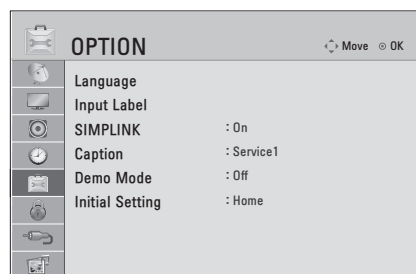 OPTION
Move OK
Language
Input Label
SIMPLINK : On
Caption : Service1
Demo Mode : Off
Initial Setting : Home